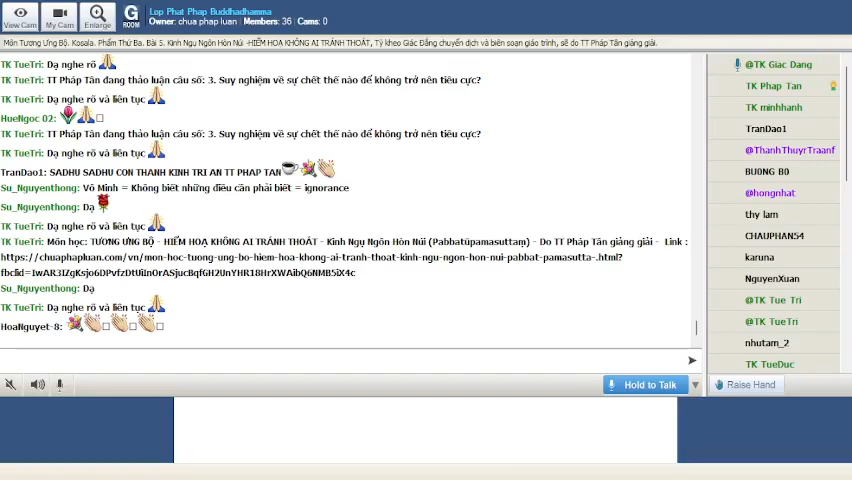 Lop Phat Phap Buddhadhamma
Owner: chua phap luan Members: 36 Cams: 0
View Cam
My Cam
Enlarge
G
ROOM
Môn Tương Ưng Bộ. Kosala. Phẩm Thứ Ba. Bài 5. Kinh Ngụ Ngôn Hòn Núi -HIỂM HOẠ KHÔNG AI TRÁNH THOÁT, Tỳ kheo Giác Đẳng chuyển dịch và biên soạn giáo trình, sẽ do TT Pháp Tân giảng giải.
TK TueTri: Dạ nghe rõ
TK TueTri: TT Pháp Tân đang thảo luận câu số: 3. Suy nghiệm về sự chết thế nào để không trở nên tiêu cực?
TK TueTri: Dạ nghe rõ và liên tục
HueNgoc 02:
TK TueTri: TT Pháp Tân đang thảo luận câu số: 3. Suy nghiệm về sự chết thế nào để không trở nên tiêu cực?
TK TueTri: Dạ nghe rõ và liên tục
TranDao1: SADHU SADHU CON THANH KINH TRI AN TT PHAP TAN
Su_Nguyenthong: Vô Minh = Không biết những điều cần phải biết = ignorance
Su_Nguyenthong: Dạ
TK TueTri: Dạ nghe rõ và liên tục
TK TueTri: Môn học: TƯƠNG ƯNG BỘ - HIỂM HOẠ KHÔNG AI TRÁNH THOÁT - Kinh Ngụ Ngôn Hòn Núi (Pabbatūpamasuttaṃ) - Do TT Pháp Tân giảng giải - Link :
https://chuaphapluan.com/vn/mon-hoc-tuong-ung-bo-hiem-hoa-khong-ai-tranh-thoat-kinh-ngu-ngon-hon-nui-pabbat-pamasutta-.html?
Su_Nguyenthong: Dạ
TK TueTri: Dạ nghe rõ và liên tục
HoaNguyet-8:
Hold to Talk
@TK Giac Dang
TK Phap Tan
TK minhhanh
TranDao1
@ThanhThuyrTraanf
BU0NG B0
@hongnhat
thy lam
CHAUPHAN54
karuna
NguyenXuan
@TK Tue Tri
@TK TueTri
nhutam_2
TK TueDuc
Raise Hand